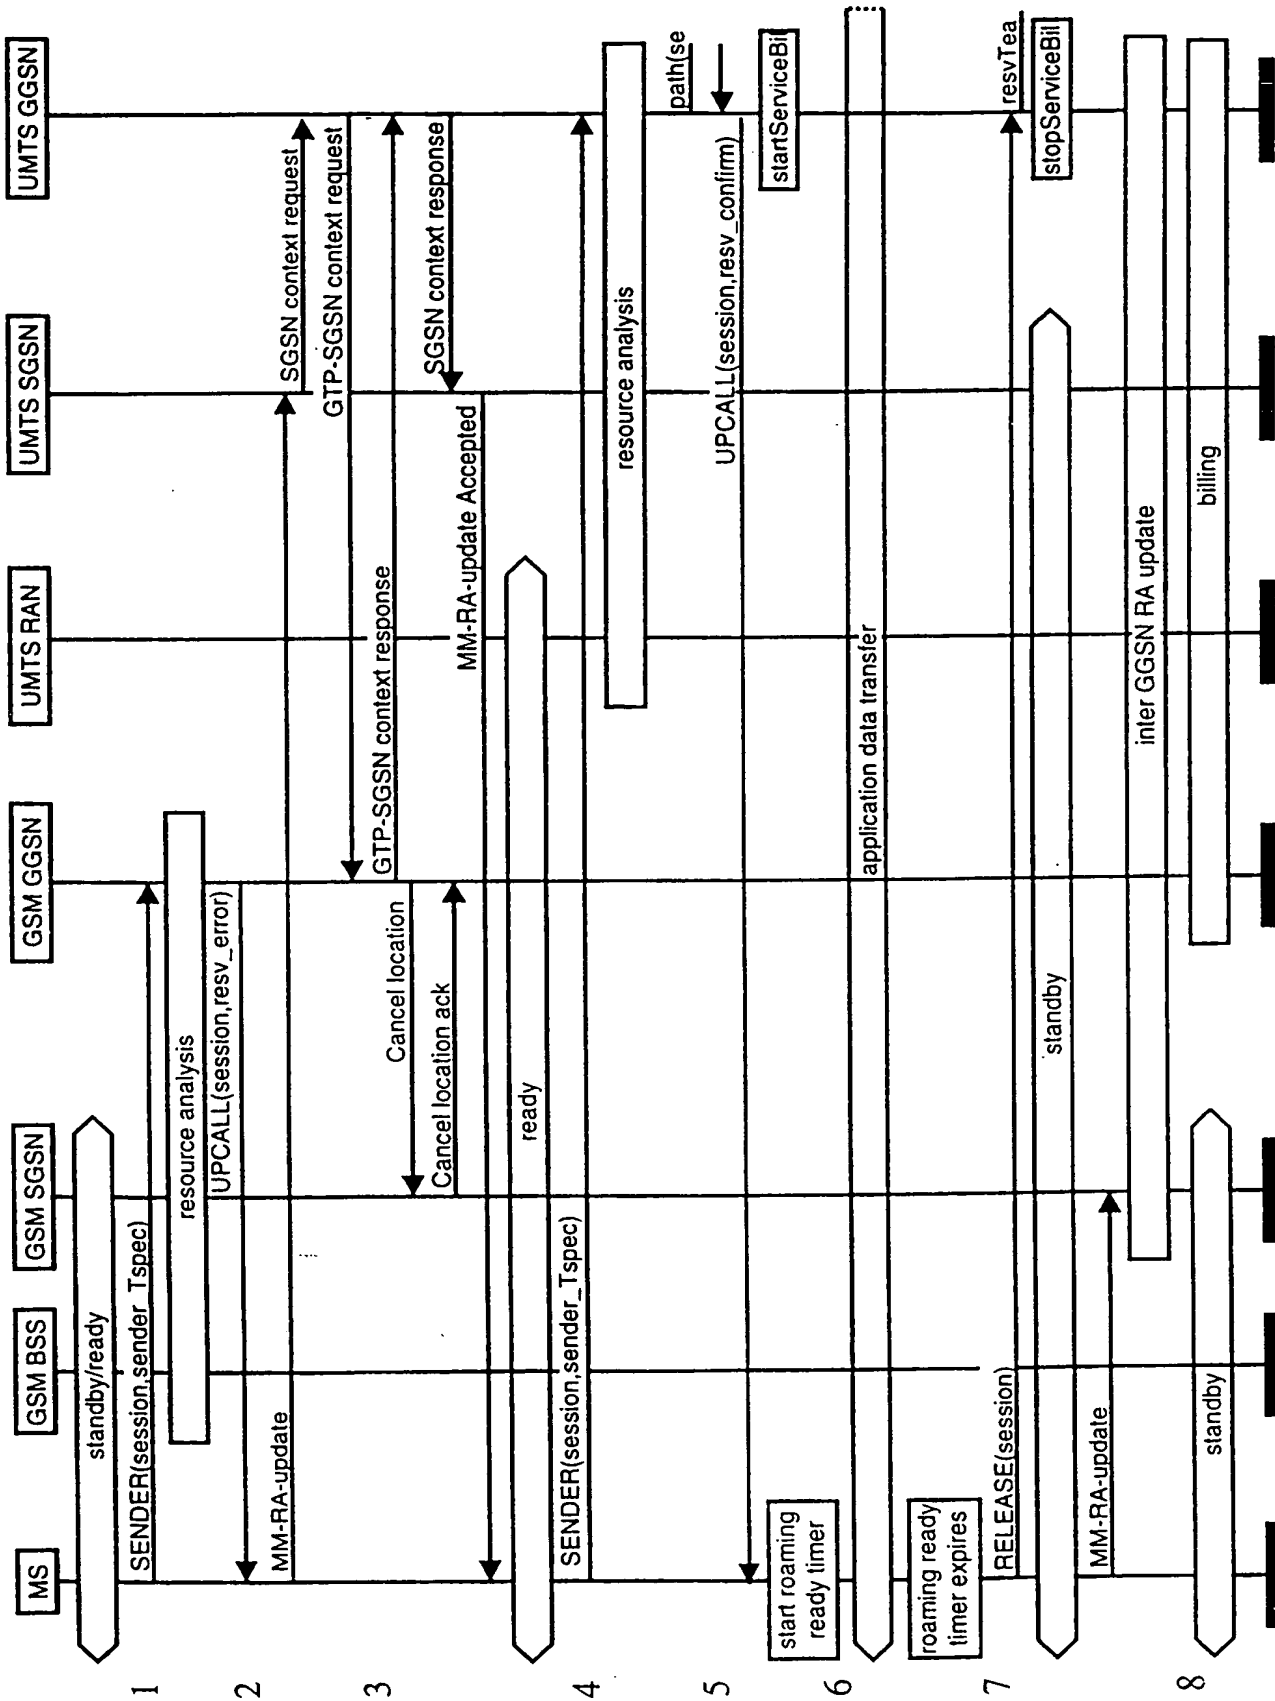 MS
GSM BSS
GSM SGSN
GSM GGSN
UMTS RAN
UMTS SGSN
UMTS GGSN
standby/ready
1
SENDER(session,sender_Tspec)
resource analysis
UPCALL(session,resv_error)
2
MM-RA-update
SGSN context request
GTP-SGSN context request
3
GTP-SGSN context response
Cancel location
SGSN context response
Cancel location ack
MM-RA-update Accepted
ready
4
SENDER(session,sender_Tspec)
resource analysis
path(se
5
UPCALL(session,resv_confirm)
startServiceBil
start roaming
ready timer
6
application data transfer
roaming ready
timer expires
7
RELEASE(session)
resvTea
stopServiceBil
standby
MM-RA-update
inter GGSN RA update
8
standby
billing